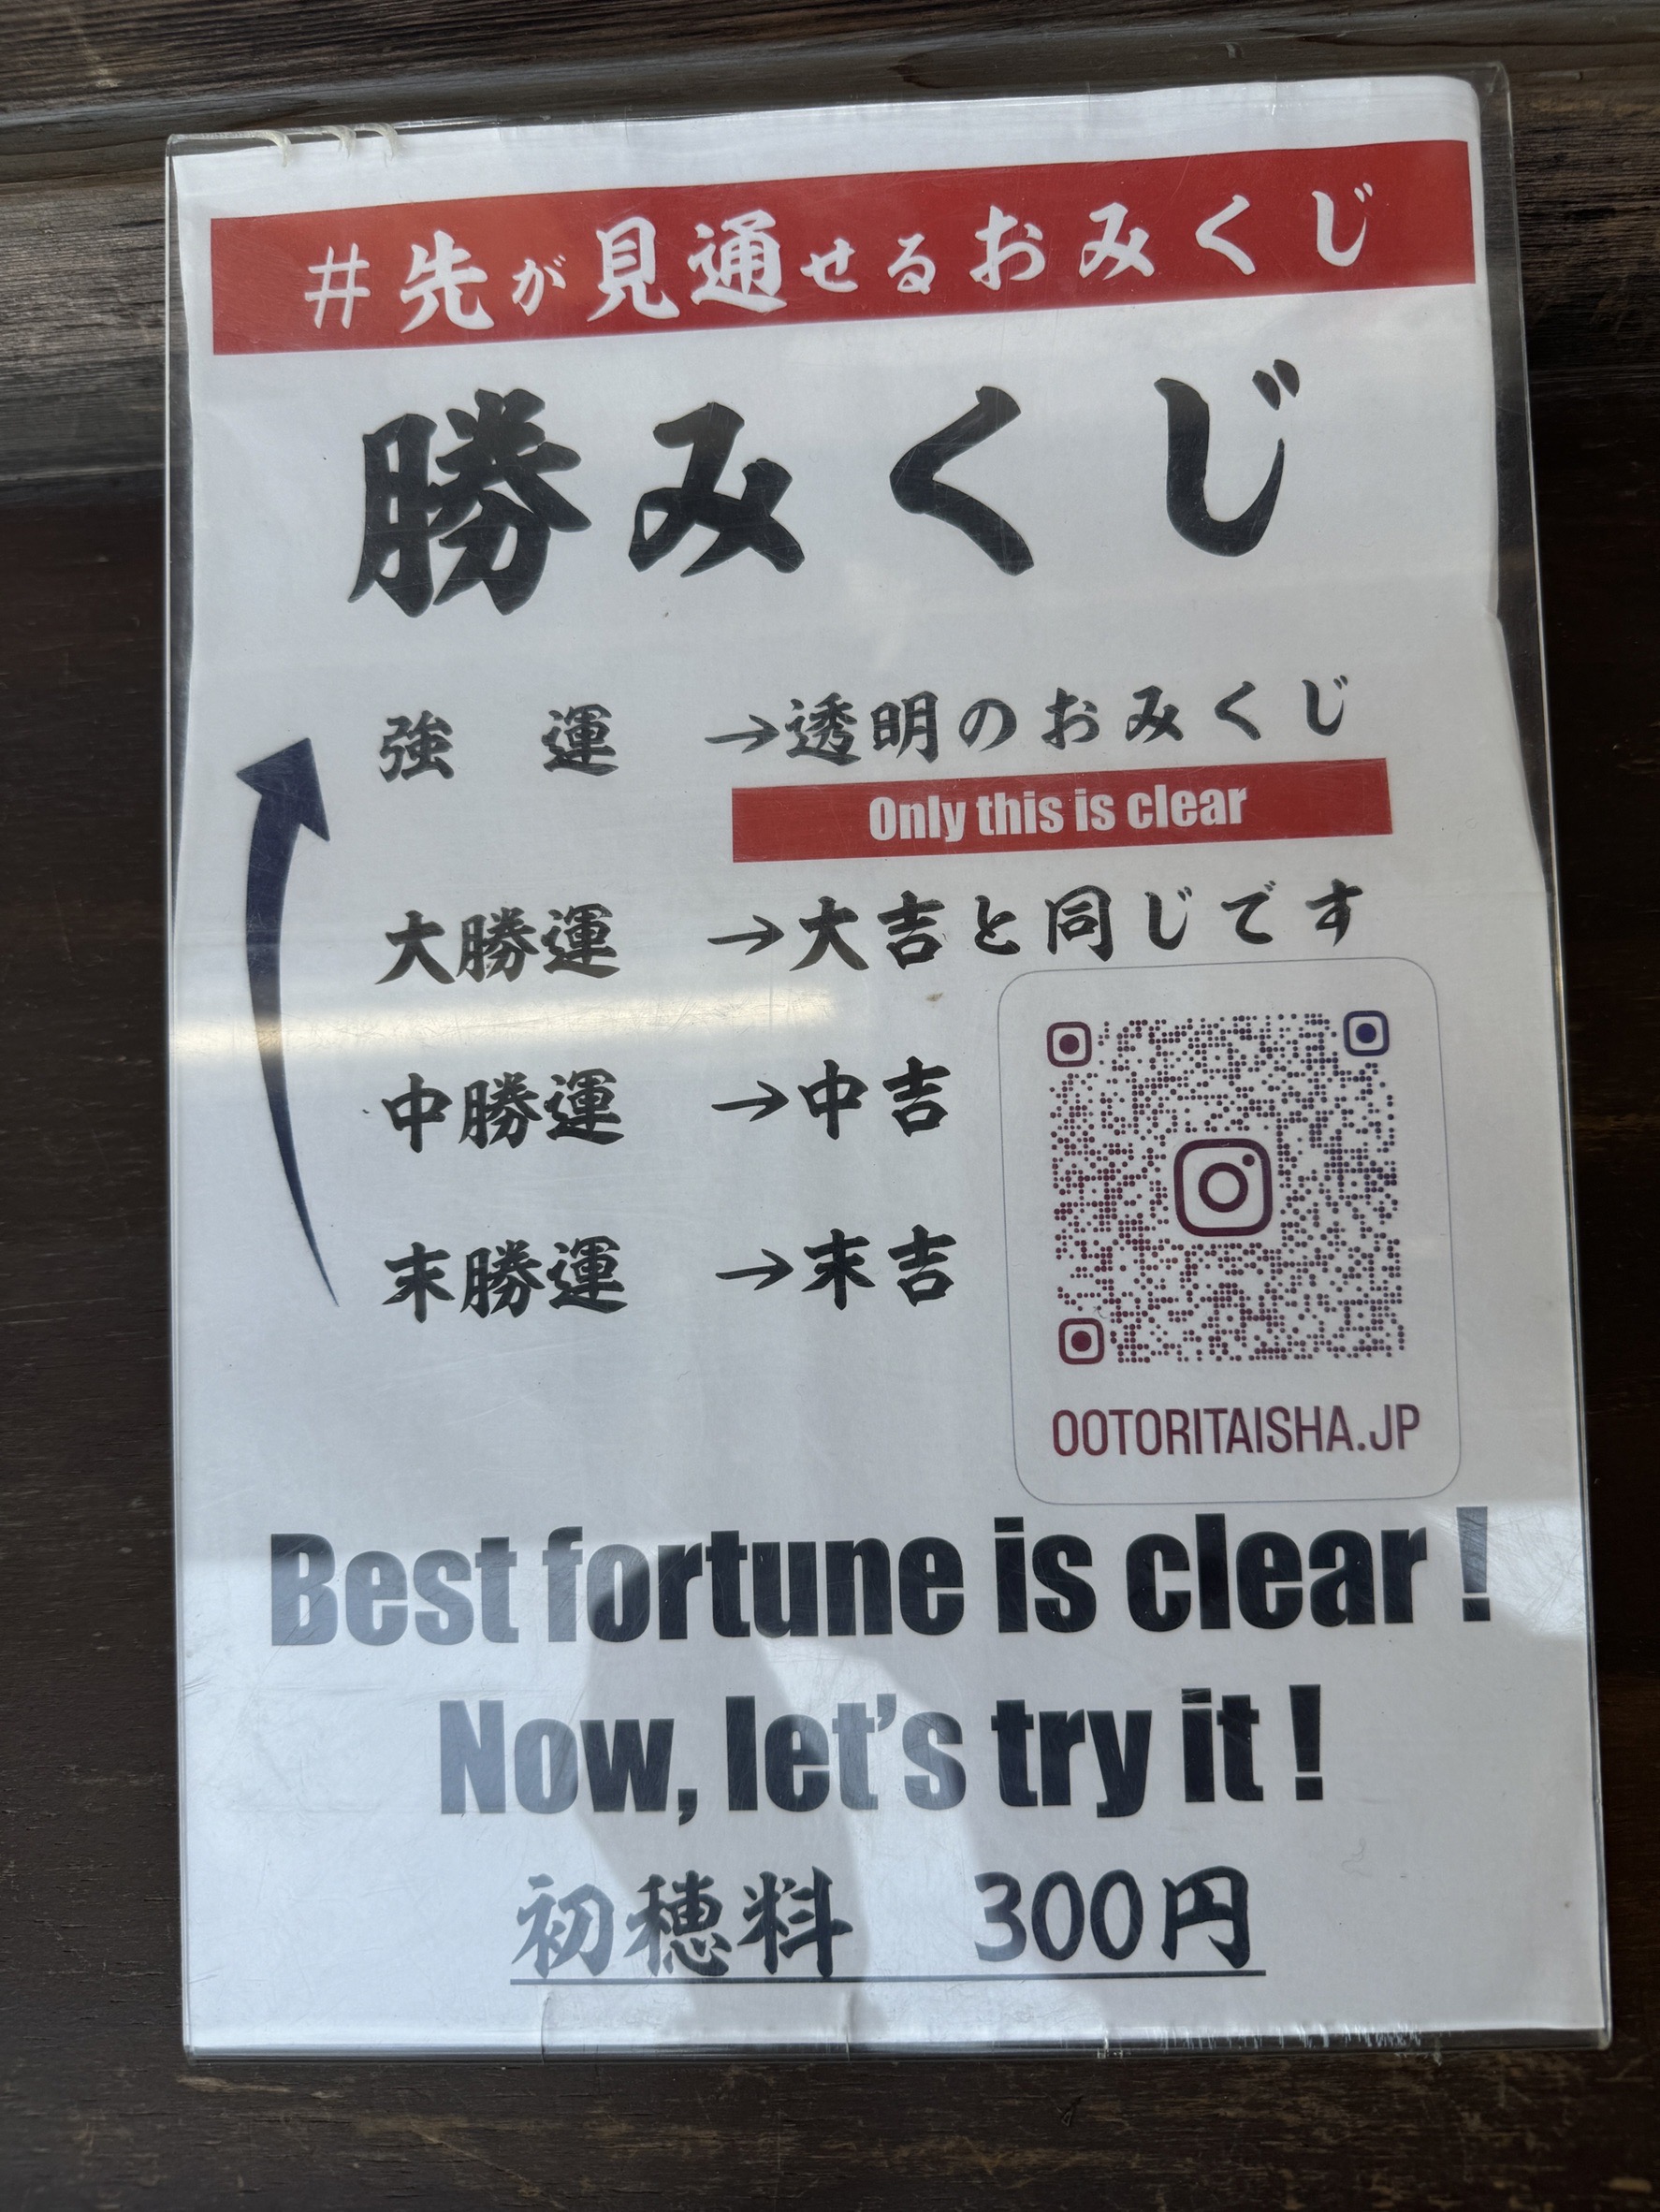 #先が見通せるおみくじ
勝みくじ
強　運　→透明のおみくじ
Only this is clear
大勝運　→大吉と同じです
中勝運　→中吉
末勝運　→末吉
OOTORITAISHA.JP
Best fortune is clear !
Now, let's try it !
初穂料　300円